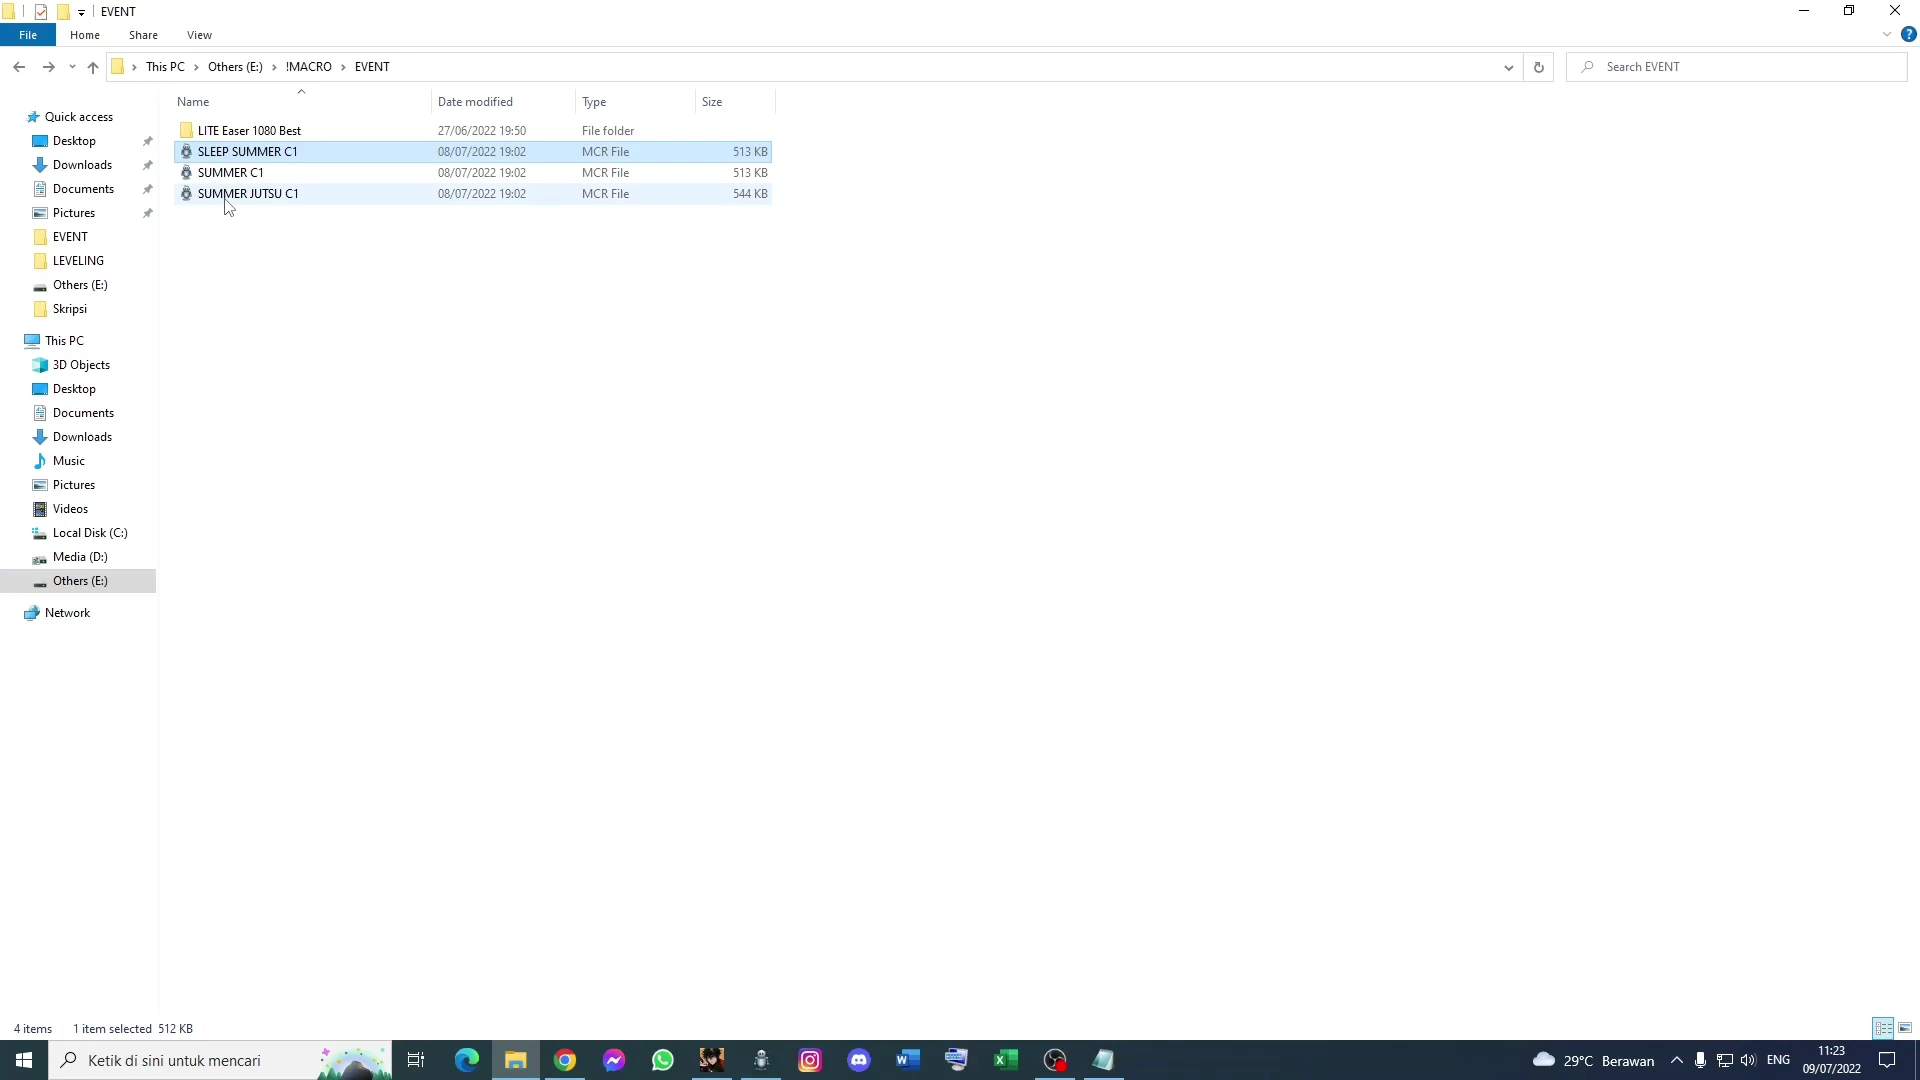 EVENT
File Home Share View
This PC Others (E:) !MACRO EVENT
Search EVENT
Name Date modified Type Size
LITE Easer 1080 Best 27/06/2022 19:50 File folder
SLEEP SUMMER C1 08/07/2022 19:02 MCR File 513 KB
SUMMER C1 08/07/2022 19:02 MCR File 513 KB
SUMMER JUTSU C1 08/07/2022 19:02 MCR File 544 KB
Quick access
Desktop
Downloads
Documents
Pictures
EVENT
LEVELING
Others (E:)
Skripsi
This PC
3D Objects
Desktop
Documents
Downloads
Music
Pictures
Videos
Local Disk (C:)
Media (D:)
Others (E:)
Network
4 items 1 item selected 512 KB
Ketik di sini untuk mencari
29°C Berawan
ENG
11:23
09/07/2022